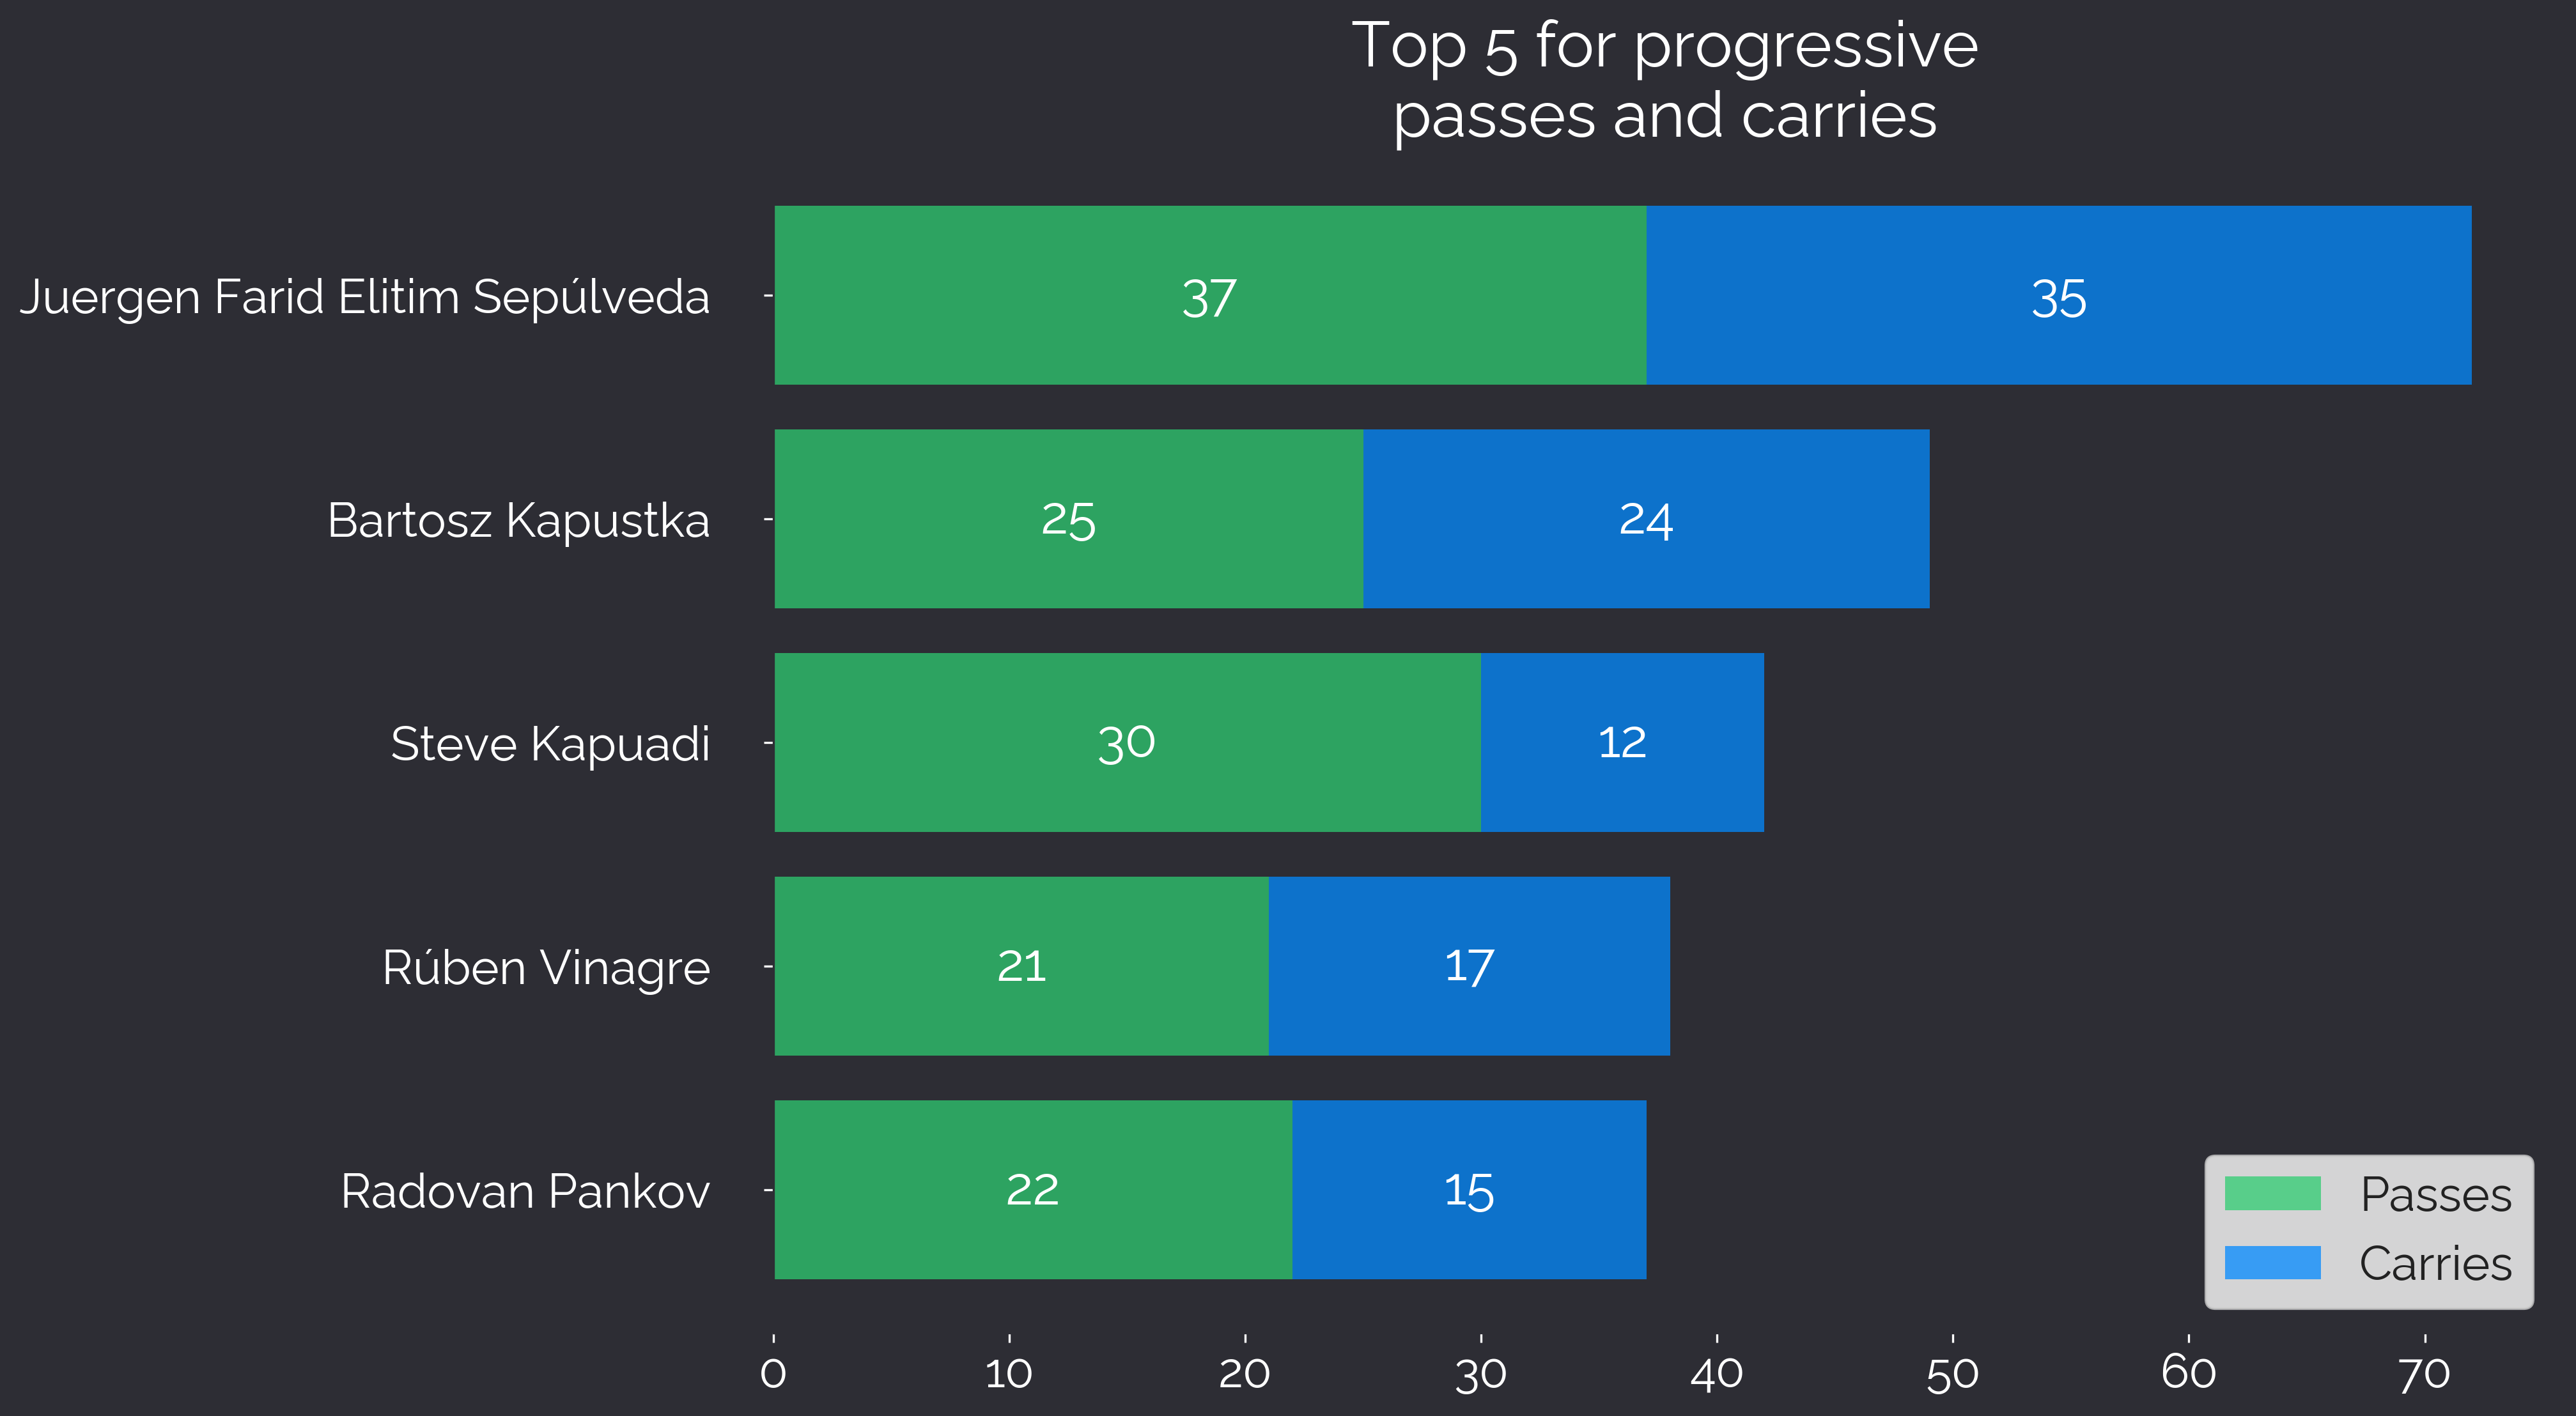 Top 5 for progressive
passes and carries
Juergen Farid Elitim Sepúlveda
37
35
Bartosz Kapustka
25
24
Steve Kapuadi
30
12
Rúben Vinagre
21
17
Radovan Pankov
22
15
Passes
Carries
0 10 20 30 40 50 60 70